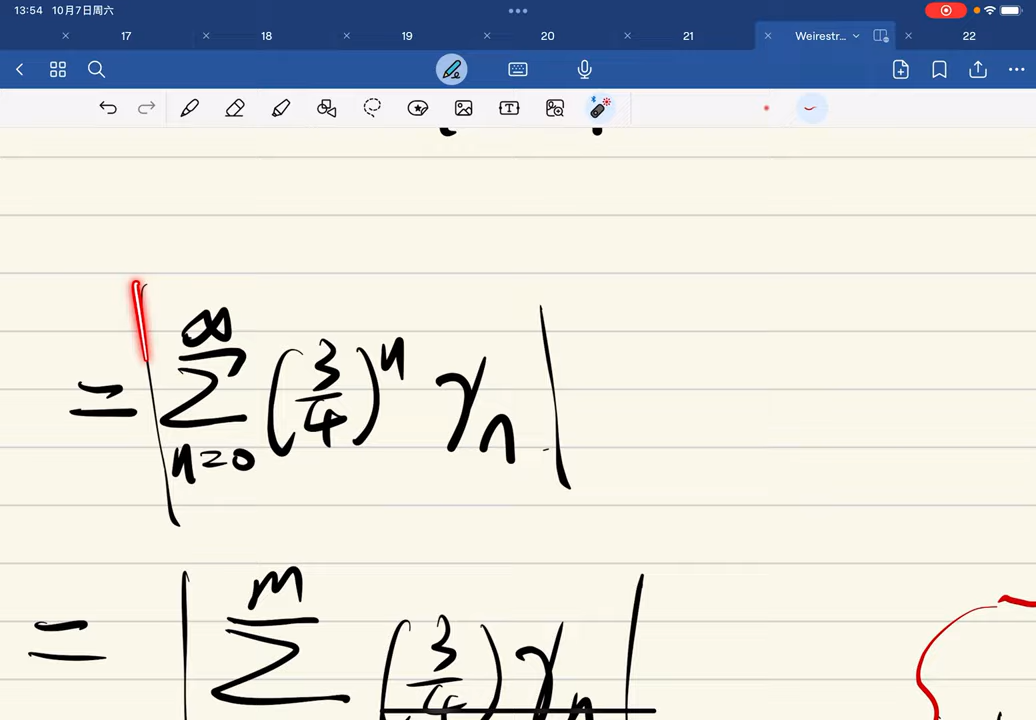 13:54 10月7日周六
17 18 19 20 21 Weirestr... 22
= | ∑_{n=0}^{∞} (3/4)^n γ_n |
= | ∑^{m} (3/4) γ_n |